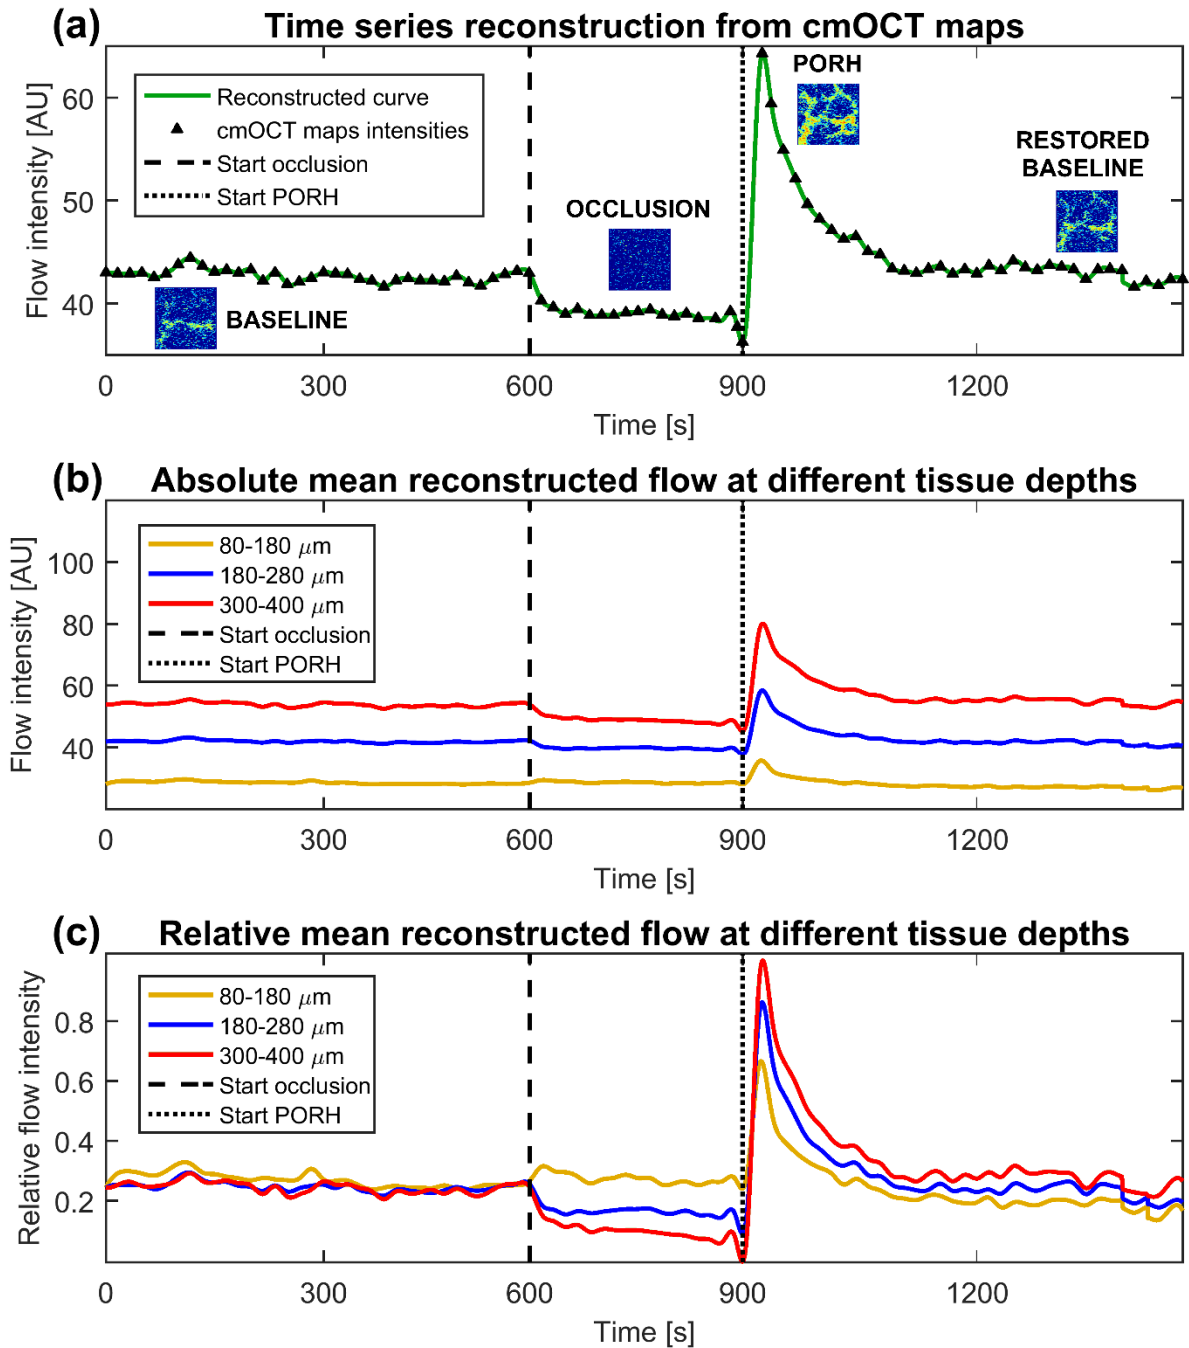 (a) Time series reconstruction from cmOCT maps
Flow intensity [AU]
60
50
40
Reconstructed curve
cmOCT maps intensities
Start occlusion
Start PORH
BASELINE
OCCLUSION
PORH
RESTORED
BASELINE
0 300 600 900 1200
Time [s]
(b) Absolute mean reconstructed flow at different tissue depths
Flow intensity [AU]
100
80
60
40
80-180 μm
180-280 μm
300-400 μm
Start occlusion
Start PORH
0 300 600 900 1200
Time [s]
(c) Relative mean reconstructed flow at different tissue depths
Relative flow intensity
0.8
0.6
0.4
0.2
80-180 μm
180-280 μm
300-400 μm
Start occlusion
Start PORH
0 300 600 900 1200
Time [s]